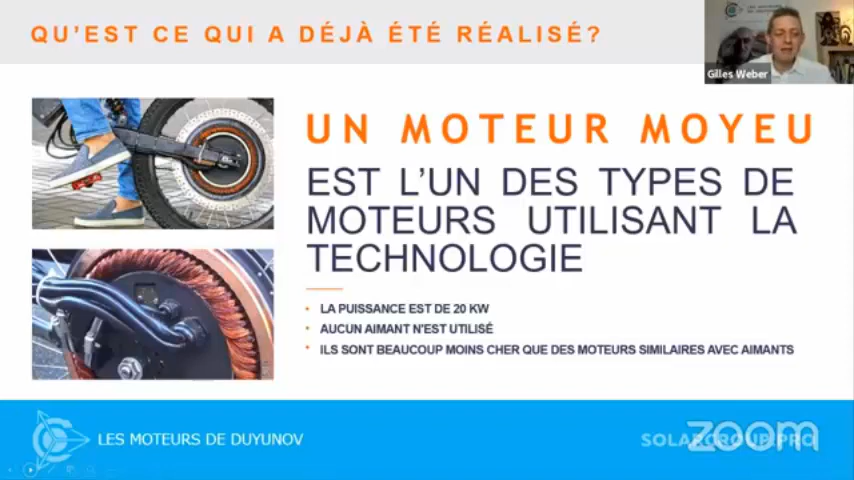 QU'EST CE QUI A DÉJÀ ÉTÉ RÉALISÉ?
Gilles Weber
UN MOTEUR MOYEU
EST L'UN DES TYPES DE
MOTEURS UTILISANT LA
TECHNOLOGIE
LA PUISSANCE EST DE 20 KW
AUCUN AIMANT N'EST UTILISÉ
ILS SONT BEAUCOUP MOINS CHER QUE DES MOTEURS SIMILAIRES AVEC AIMANTS
LES MOTEURS DE DUYUNOV
SOLARGROUP.PRO
zoom